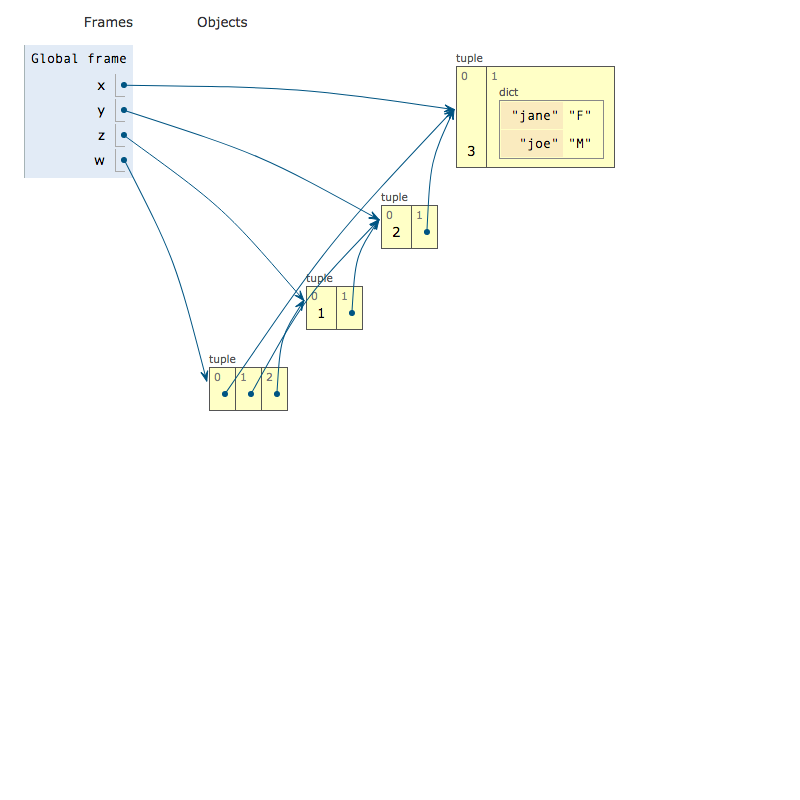 Frames Objects
Global frame
x
y
z
w
tuple
0 1
dict
"jane" "F"
"joe" "M"
3
tuple
0 1
2
tuple
0 1
1
tuple
0 1 2